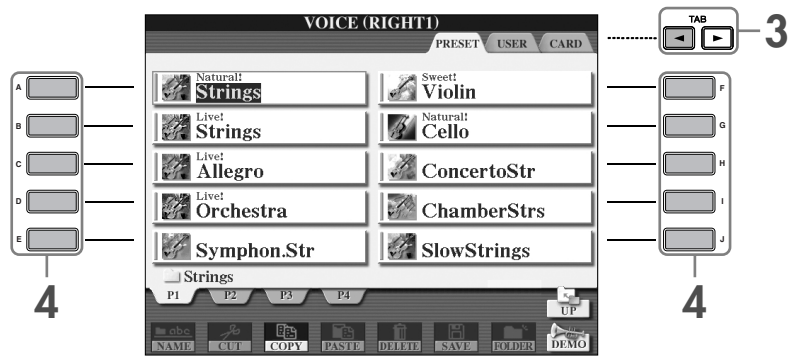 VOICE (RIGHT1)
TAB
3
PRESET USER CARD
A
Natural!
Strings
Sweet!
Violin
F
B
Live!
Strings
Natural!
Cello
G
C
Live!
Allegro
ConcertoStr
H
D
Live!
Orchestra
ChamberStrs
I
E
Symphon.Str
SlowStrings
J
Strings
4
4
P1 P2 P3 P4
UP
abc
NAME CUT COPY PASTE DELETE SAVE FOLDER DEMO